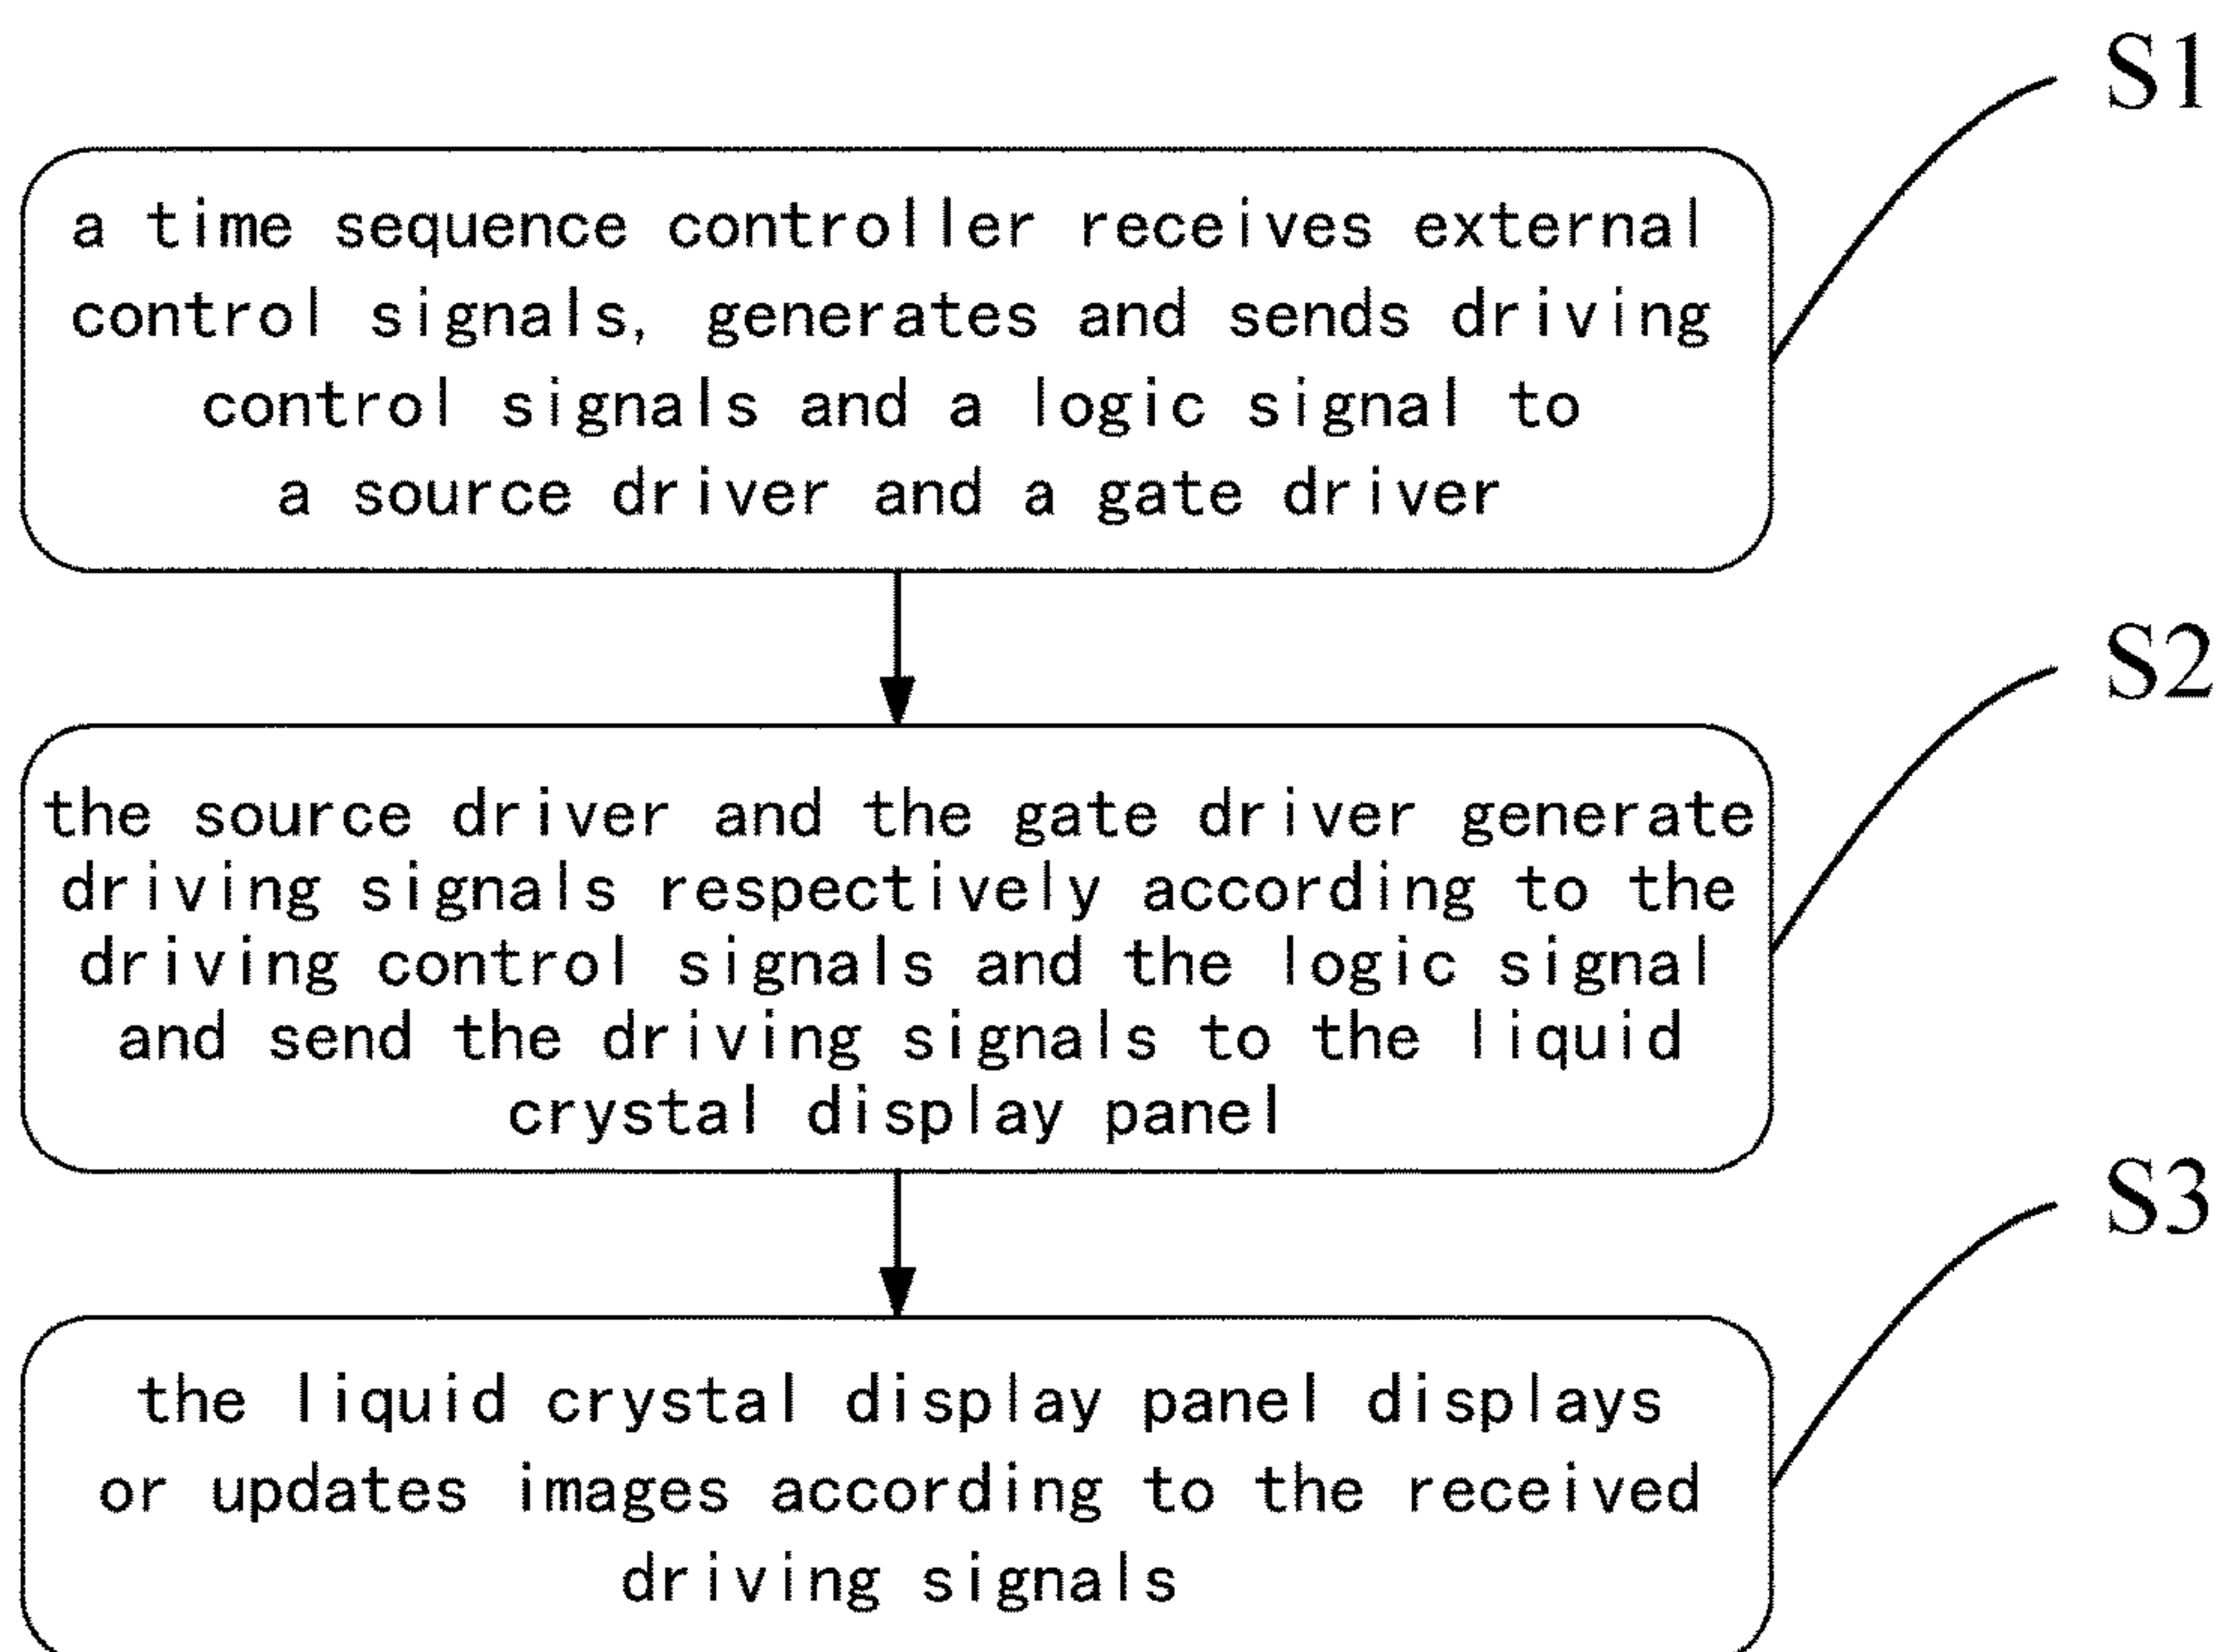 S1
a time sequence controller receives external
control signals, generates and sends driving
control signals and a logic signal to
a source driver and a gate driver
S2
the source driver and the gate driver generate
driving signals respectively according to the
driving control signals and the logic signal
and send the driving signals to the liquid
crystal display panel
S3
the liquid crystal display panel displays
or updates images according to the received
driving signals